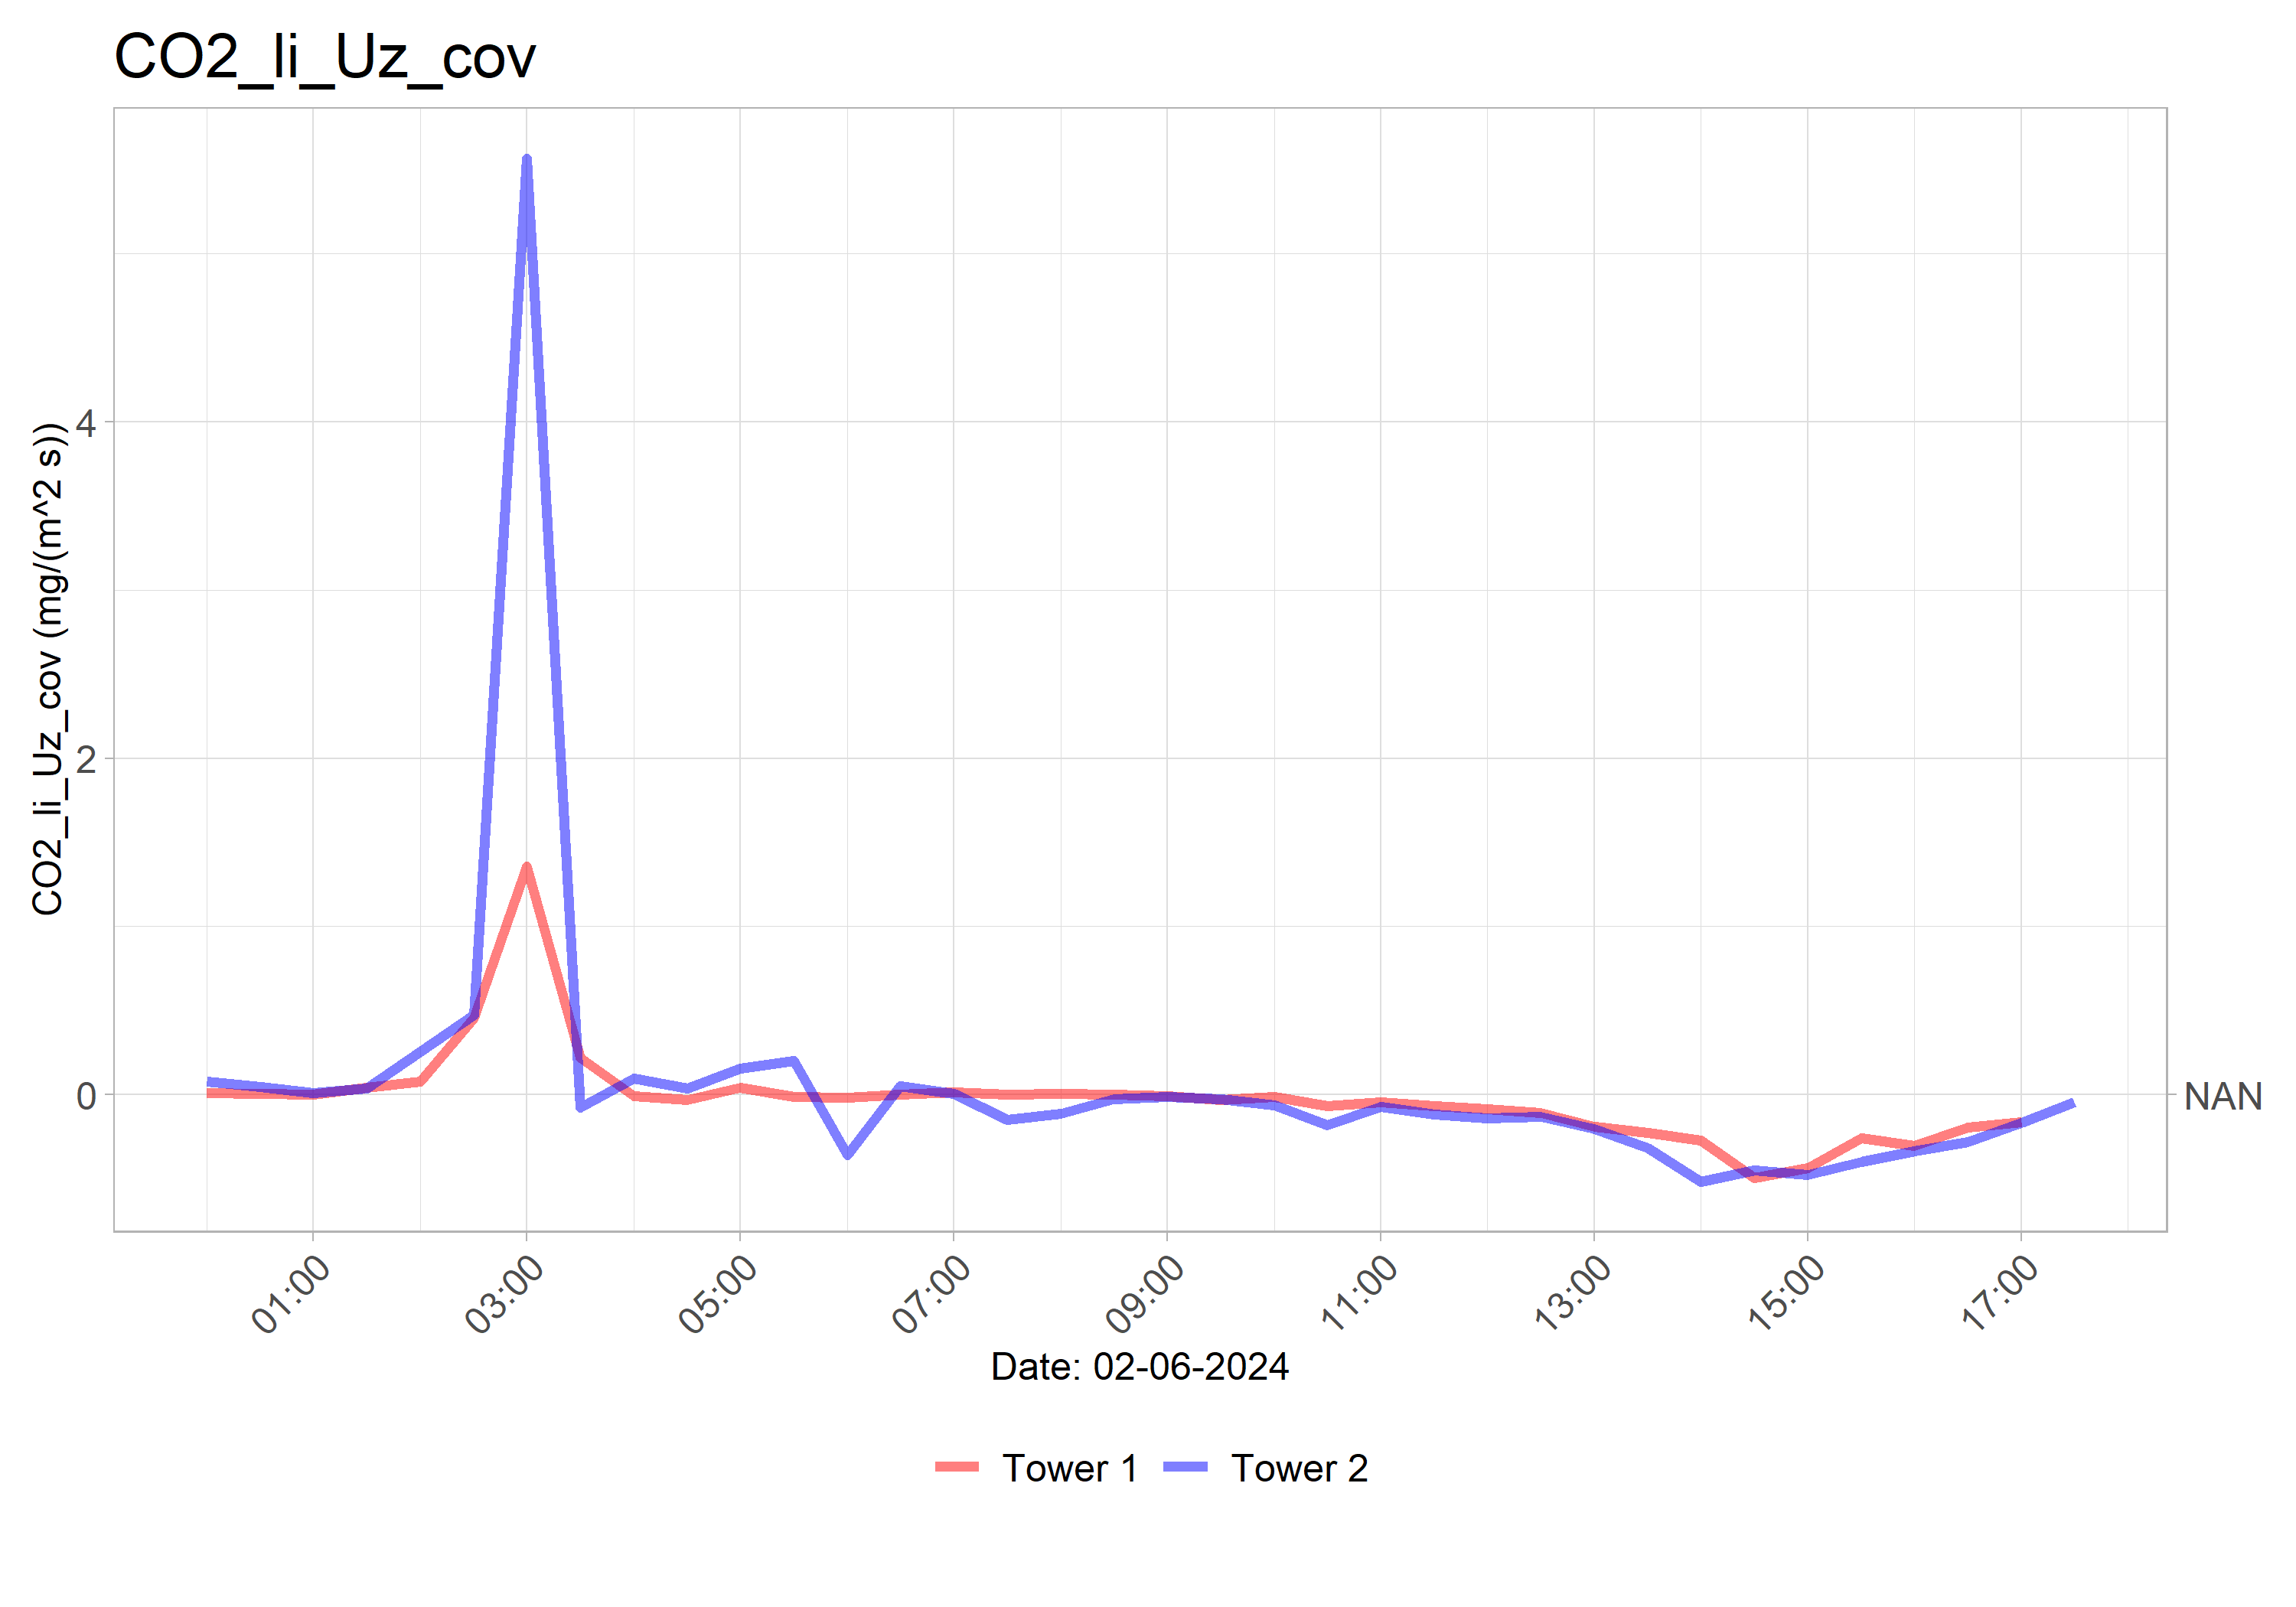 CO2_li_Uz_cov
CO2_li_Uz_cov (mg/(m^2 s))
4
2
0
NAN
01:00
03:00
05:00
07:00
09:00
11:00
13:00
15:00
17:00
Date: 02-06-2024
Tower 1
Tower 2